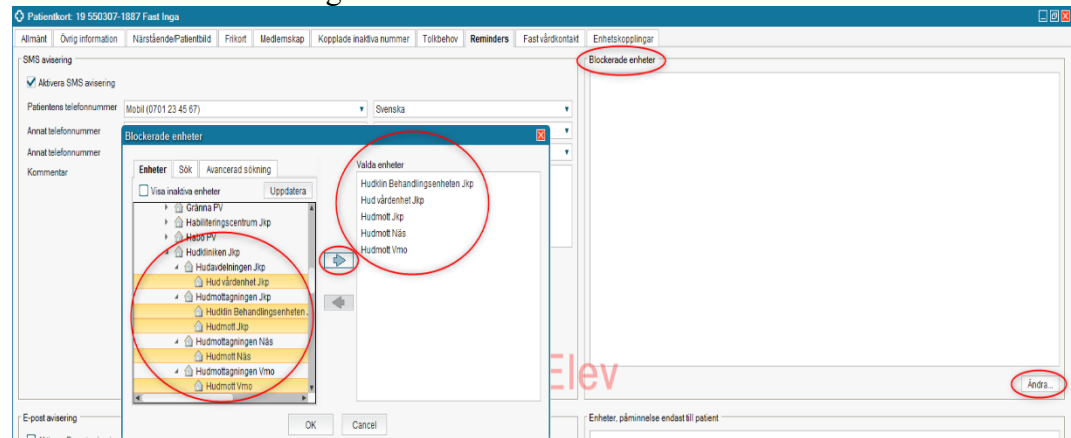 Patientkort: 19 550307-1887 Fast Inga
Allmänt Övrig information Närstående/Patientbild Frikort Medlemskap Kopplade inaktiva nummer Tolkbehov Reminders Fast vårdkontakt Enhetskopplingar
SMS avisering
Aktivera SMS avisering
Patientens telefonnummer Mobil (0701 23 45 67) Svenska
Annat telefonnummer
Annat telefonnummer
Kommentar
Blockerade enheter
Enheter Sök Avancerad sökning
Visa inaktiva enheter Uppdatera
Gränna PV
Habiliteringscentrum Jkp
Habo PV
Hudkliniken Jkp
Hudavdelningen Jkp
Hud vårdenhet Jkp
Hudmottagningen Jkp
Hudklin Behandlingsenheten
Hudmott Jkp
Hudmottagningen Näs
Hudmott Näs
Hudmottagningen Vmo
Hudmott Vmo
Valda enheter
Hudklin Behandlingsenheten Jkp
Hud vårdenhet Jkp
Hudmott Jkp
Hudmott Näs
Hudmott Vmo
OK Cancel
Blockerade enheter
Elev
Ändra...
E-post avisering
Enheter, påminnelse endast till patient